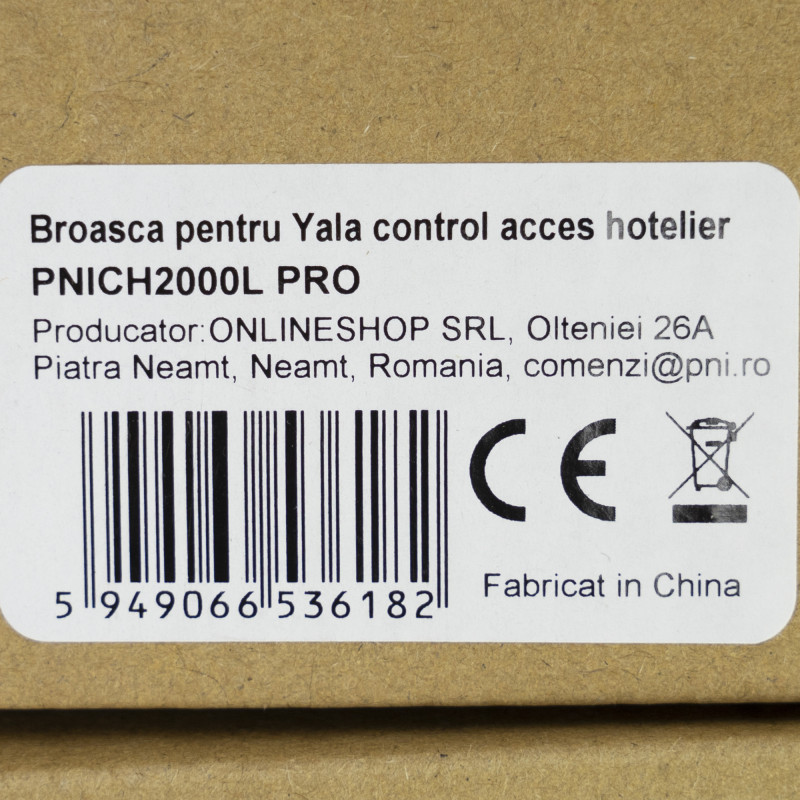 Broasca pentru Yala control acces hotelier
PNICH2000L PRO
Producator:ONLINESHOP SRL, Olteniei 26A
Piatra Neamt, Neamt, Romania, comenzi@pni.ro
CE
5 949066 536182
Fabricat in China